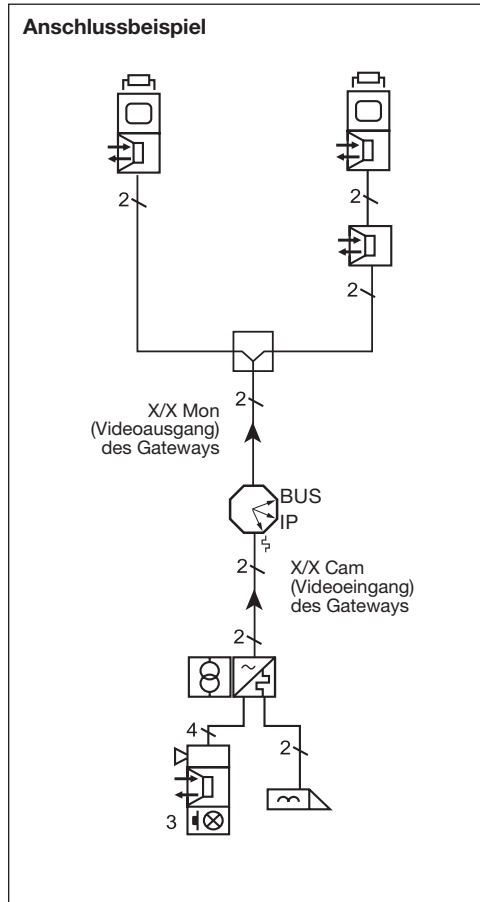 Anschlussbeispiel
2
2
2
2
X/X Mon
(Videoausgang)
des Gateways
BUS
IP
2
X/X Cam
(Videoeingang)
des Gateways
2
4
2
3